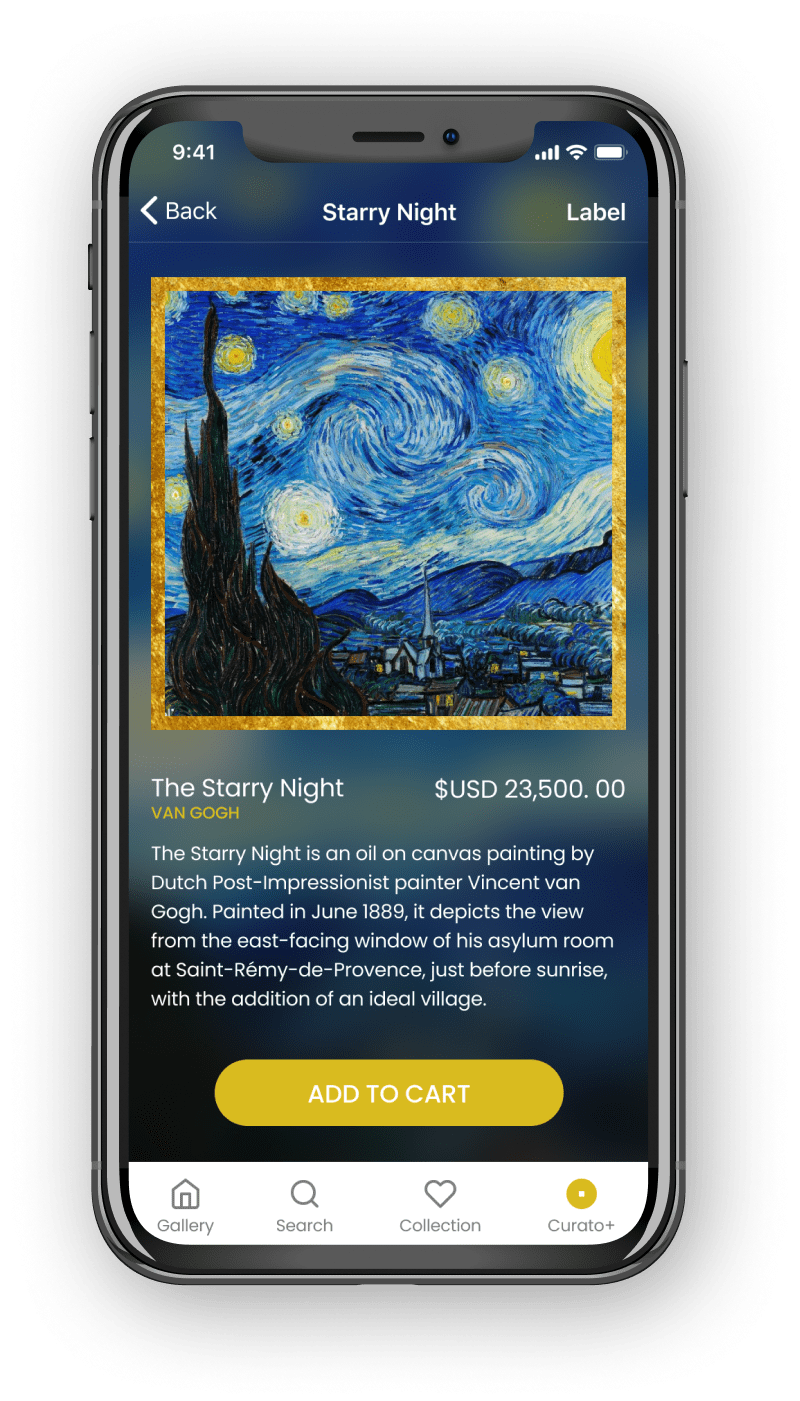 9:41
Back
Starry Night
Label
The Starry Night
$USD 23,500. 00
VAN GOGH
The Starry Night is an oil on canvas painting by
Dutch Post-Impressionist painter Vincent van
Gogh. Painted in June 1889, it depicts the view
from the east-facing window of his asylum room
at Saint-Rémy-de-Provence, just before sunrise,
with the addition of an ideal village.
ADD TO CART
Gallery
Search
Collection
Curato+